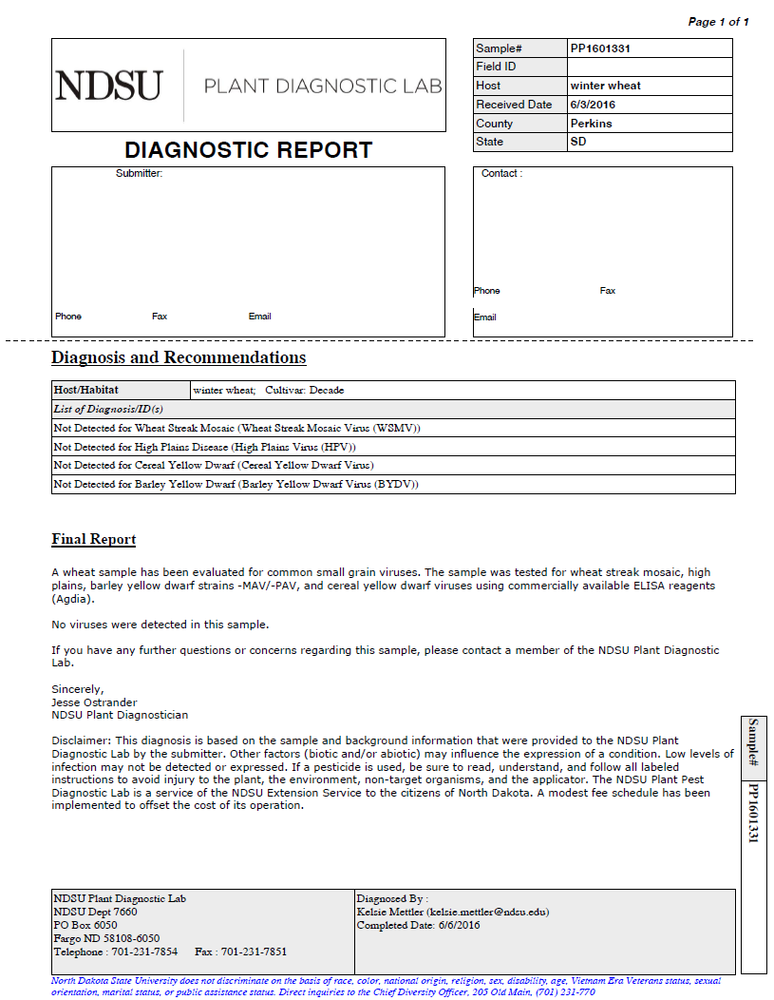 Page 1 of 1
NDSU PLANT DIAGNOSTIC LAB
Sample# PP1601331
Field ID
Host winter wheat
Received Date 6/3/2016
County Perkins
State SD
DIAGNOSTIC REPORT
Submitter:
Phone Fax Email
Contact :
Phone Fax
Email
Diagnosis and Recommendations
Host/Habitat winter wheat; Cultivar: Decade
List of Diagnosis/ID(s)
Not Detected for Wheat Streak Mosaic (Wheat Streak Mosaic Virus (WSMV))
Not Detected for High Plains Disease (High Plains Virus (HPV))
Not Detected for Cereal Yellow Dwarf (Cereal Yellow Dwarf Virus)
Not Detected for Barley Yellow Dwarf (Barley Yellow Dwarf Virus (BYDV))
Final Report
A wheat sample has been evaluated for common small grain viruses. The sample was tested for wheat streak mosaic, high
plains, barley yellow dwarf strains -MAV/-PAV, and cereal yellow dwarf viruses using commercially available ELISA reagents
(Agdia).
No viruses were detected in this sample.
If you have any further questions or concerns regarding this sample, please contact a member of the NDSU Plant Diagnostic
Lab.
Sincerely,
Jesse Ostrander
NDSU Plant Diagnostician
Disclaimer: This diagnosis is based on the sample and background information that were provided to the NDSU Plant
Diagnostic Lab by the submitter. Other factors (biotic and/or abiotic) may influence the expression of a condition. Low levels of
infection may not be detected or expressed. If a pesticide is used, be sure to read, understand, and follow all labeled
instructions to avoid injury to the plant, the environment, non-target organisms, and the applicator. The NDSU Plant Pest
Diagnostic Lab is a service of the NDSU Extension Service to the citizens of North Dakota. A modest fee schedule has been
implemented to offset the cost of its operation.
Sample# PP1601331
NDSU Plant Diagnostic Lab
NDSU Dept 7660
PO Box 6050
Fargo ND 58108-6050
Telephone : 701-231-7854 Fax : 701-231-7851
Diagnosed By :
Kelsie Mettler (kelsie.mettler@ndsu.edu)
Completed Date: 6/6/2016
North Dakota State University does not discriminate on the basis of race, color, national origin, religion, sex, disability, age, Vietnam Era Veterans status, sexual
orientation, marital status, or public assistance status. Direct inquiries to the Chief Diversity Officer, 205 Old Main, (701) 231-770